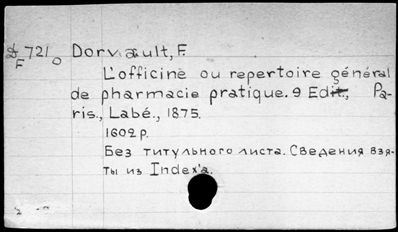 721₀ Dorvault, F.
F
L'officine ou repertoire général
de pharmacie pratique. 9 Edit., Pa-
ris., Labé., 1875.
1602 p.
Без титульного листа. Сведения взя-
ты из Index'a.